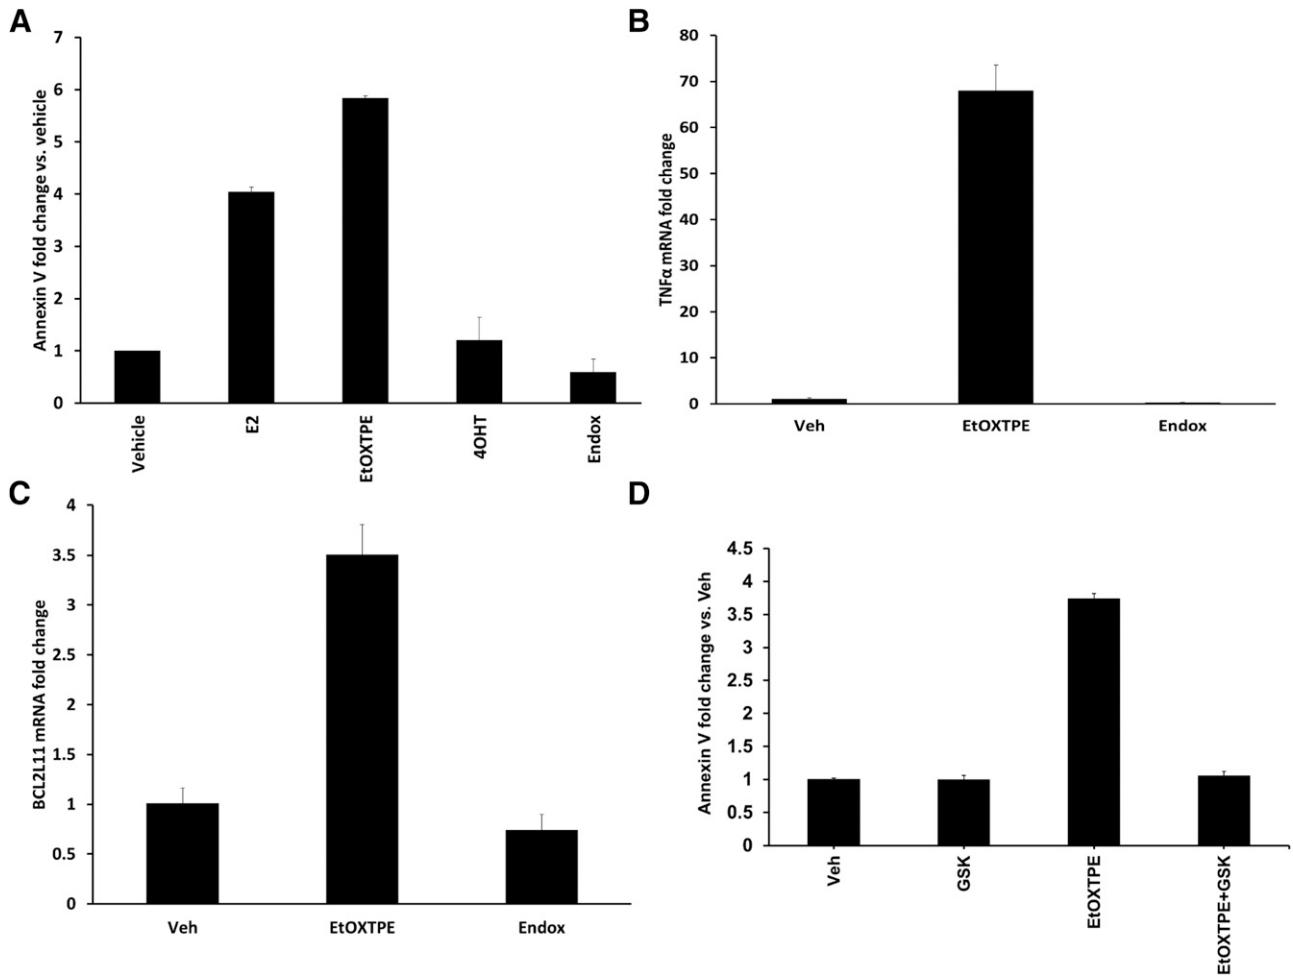 A
Annexin V fold change vs. vehicle
7
6
5
4
3
2
1
0
Vehicle
E2
EtOXTPE
4OHT
Endox
B
TNFα mRNA fold change
80
70
60
50
40
30
20
10
0
Veh
EtOXTPE
Endox
C
BCL2L11 mRNA fold change
4
3.5
3
2.5
2
1.5
1
0.5
0
Veh
EtOXTPE
Endox
D
Annexin V fold change vs. Veh
4.5
4
3.5
3
2.5
2
1.5
1
0.5
0
Veh
GSK
EtOXTPE
EtOXTPE+GSK